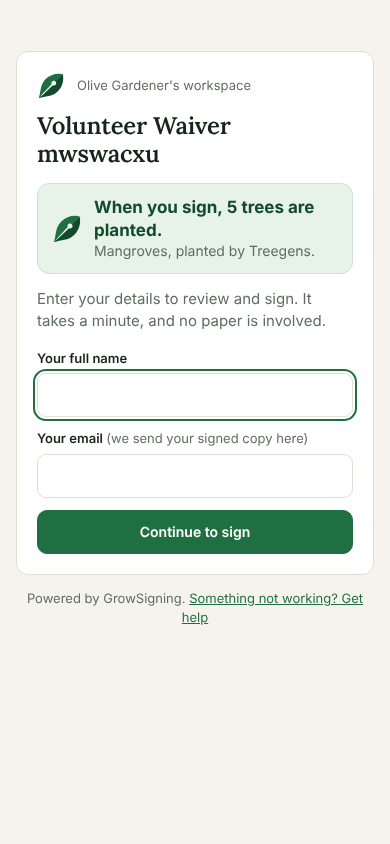 Olive Gardener's workspace
Volunteer Waiver
mwswacxu
When you sign, 5 trees are
planted.
Mangroves, planted by Treegens.
Enter your details to review and sign. It
takes a minute, and no paper is involved.
Your full name
Your email (we send your signed copy here)
Continue to sign
Powered by GrowSigning. Something not working? Get
help